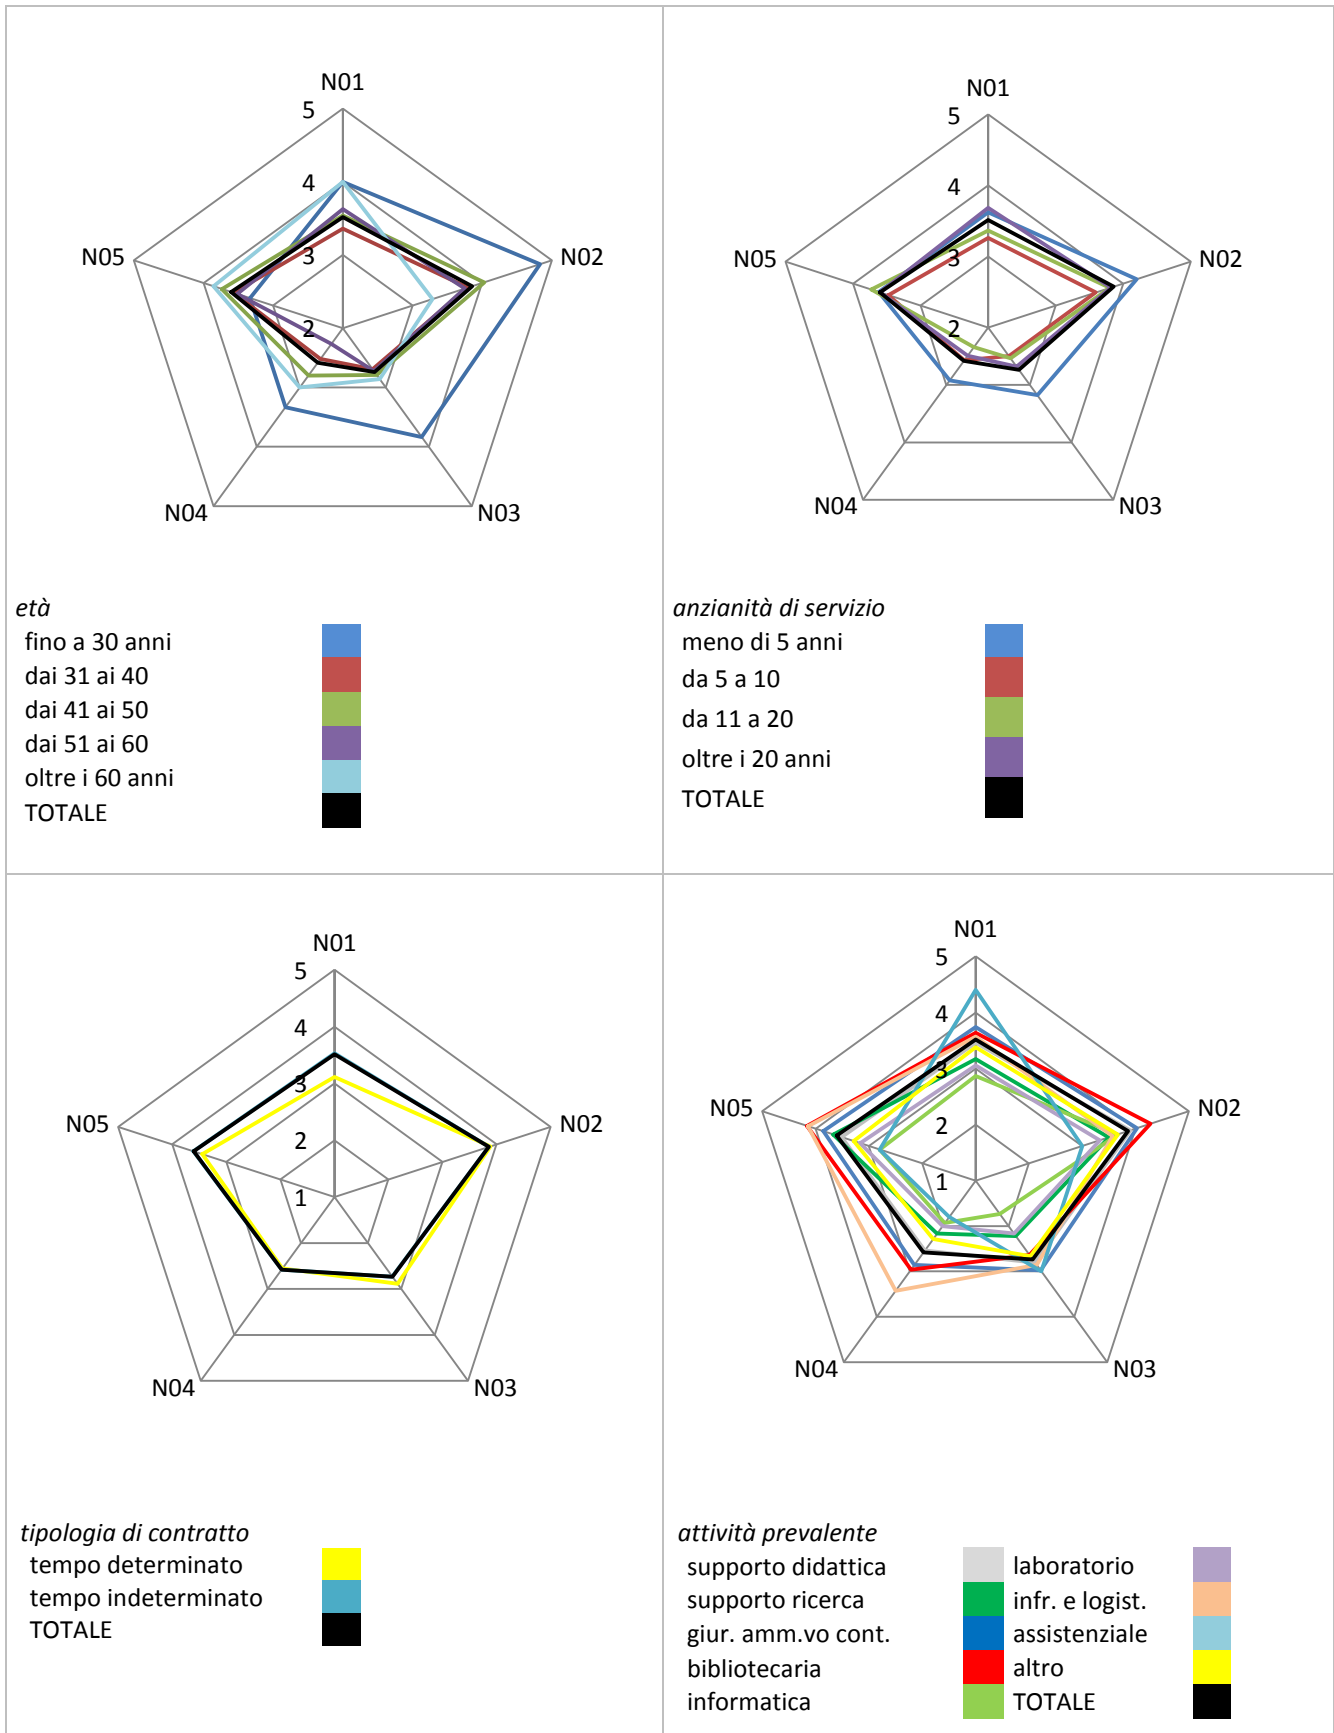 N01
5
4
3
2
N02
N03
N04
N05
età
fino a 30 anni
dai 31 ai 40
dai 41 ai 50
dai 51 ai 60
oltre i 60 anni
TOTALE
N01
5
4
3
2
N02
N03
N04
N05
anzianità di servizio
meno di 5 anni
da 5 a 10
da 11 a 20
oltre i 20 anni
TOTALE
N01
5
4
3
2
1
N02
N03
N04
N05
tipologia di contratto
tempo determinato
tempo indeterminato
TOTALE
N01
5
4
3
2
1
N02
N03
N04
N05
attività prevalente
supporto didattica laboratorio
supporto ricerca infr. e logist.
giur. amm.vo cont. assistenziale
bibliotecaria altro
informatica TOTALE